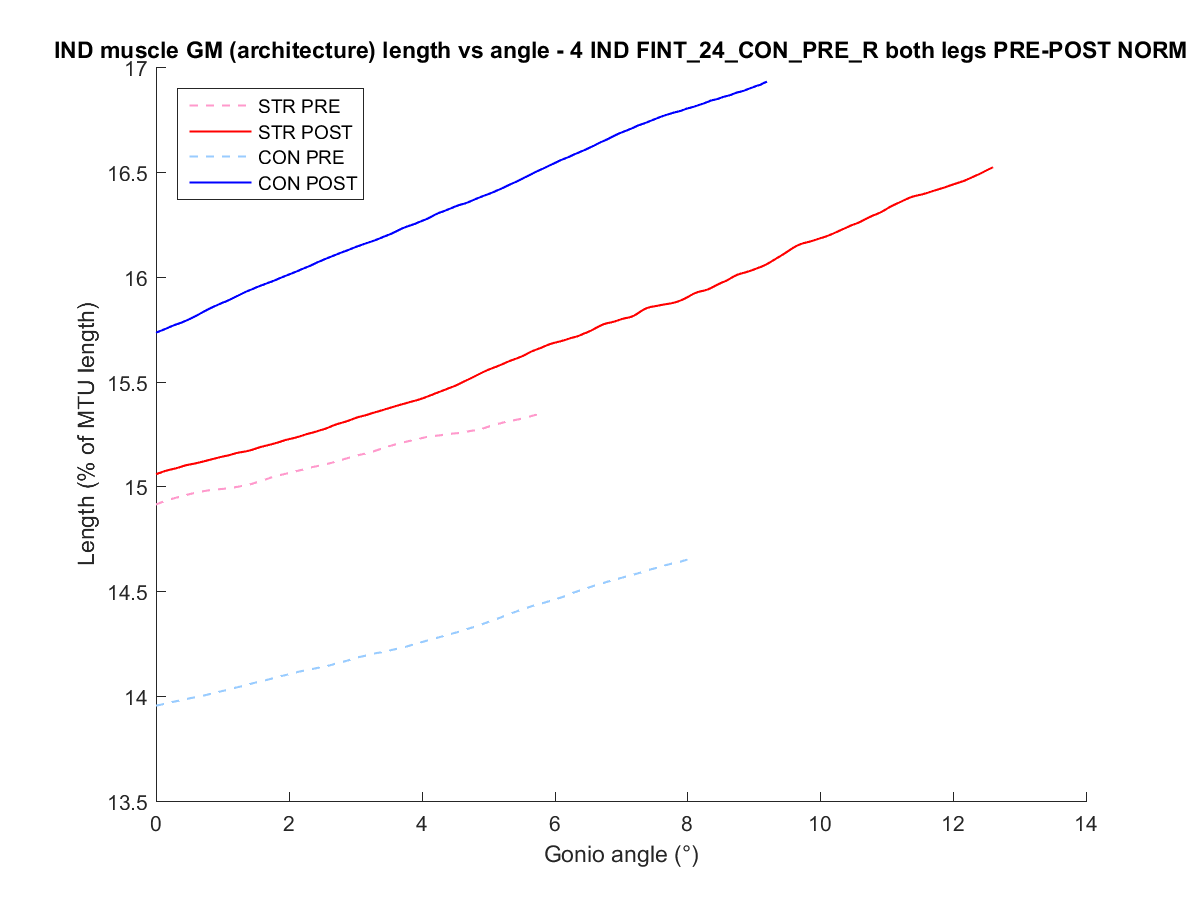 IND muscle GM (architecture) length vs angle - 4 IND FINT_24_CON_PRE_R both legs PRE-POST NORM
17
16.5
16
15.5
15
14.5
14
13.5
Length (% of MTU length)
STR PRE
STR POST
CON PRE
CON POST
0 2 4 6 8 10 12 14
Gonio angle (°)